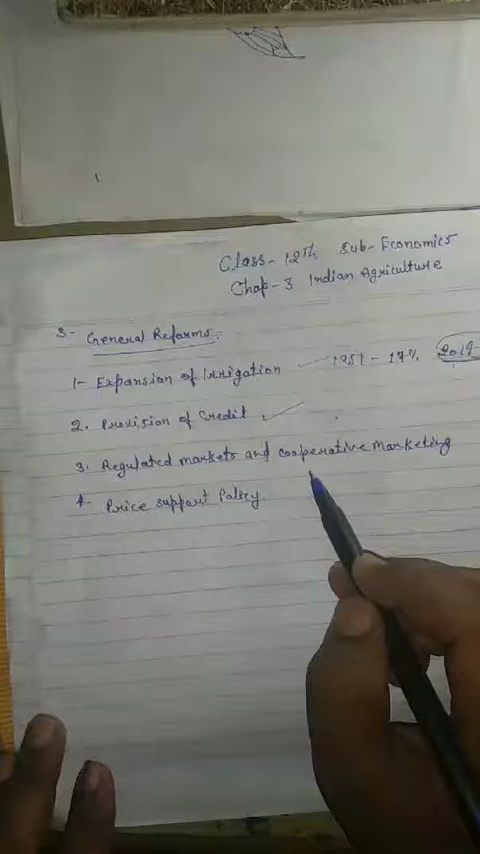 Class- 12Th Sub- Economics
Chap-3 Indian Agriculture
3- General Reforms:
1- Expansion of Irrigation 1951 - 17% 2019
2. Provision of Credit
3. Regulated markets and cooperative Marketing
4- Price support Policy.